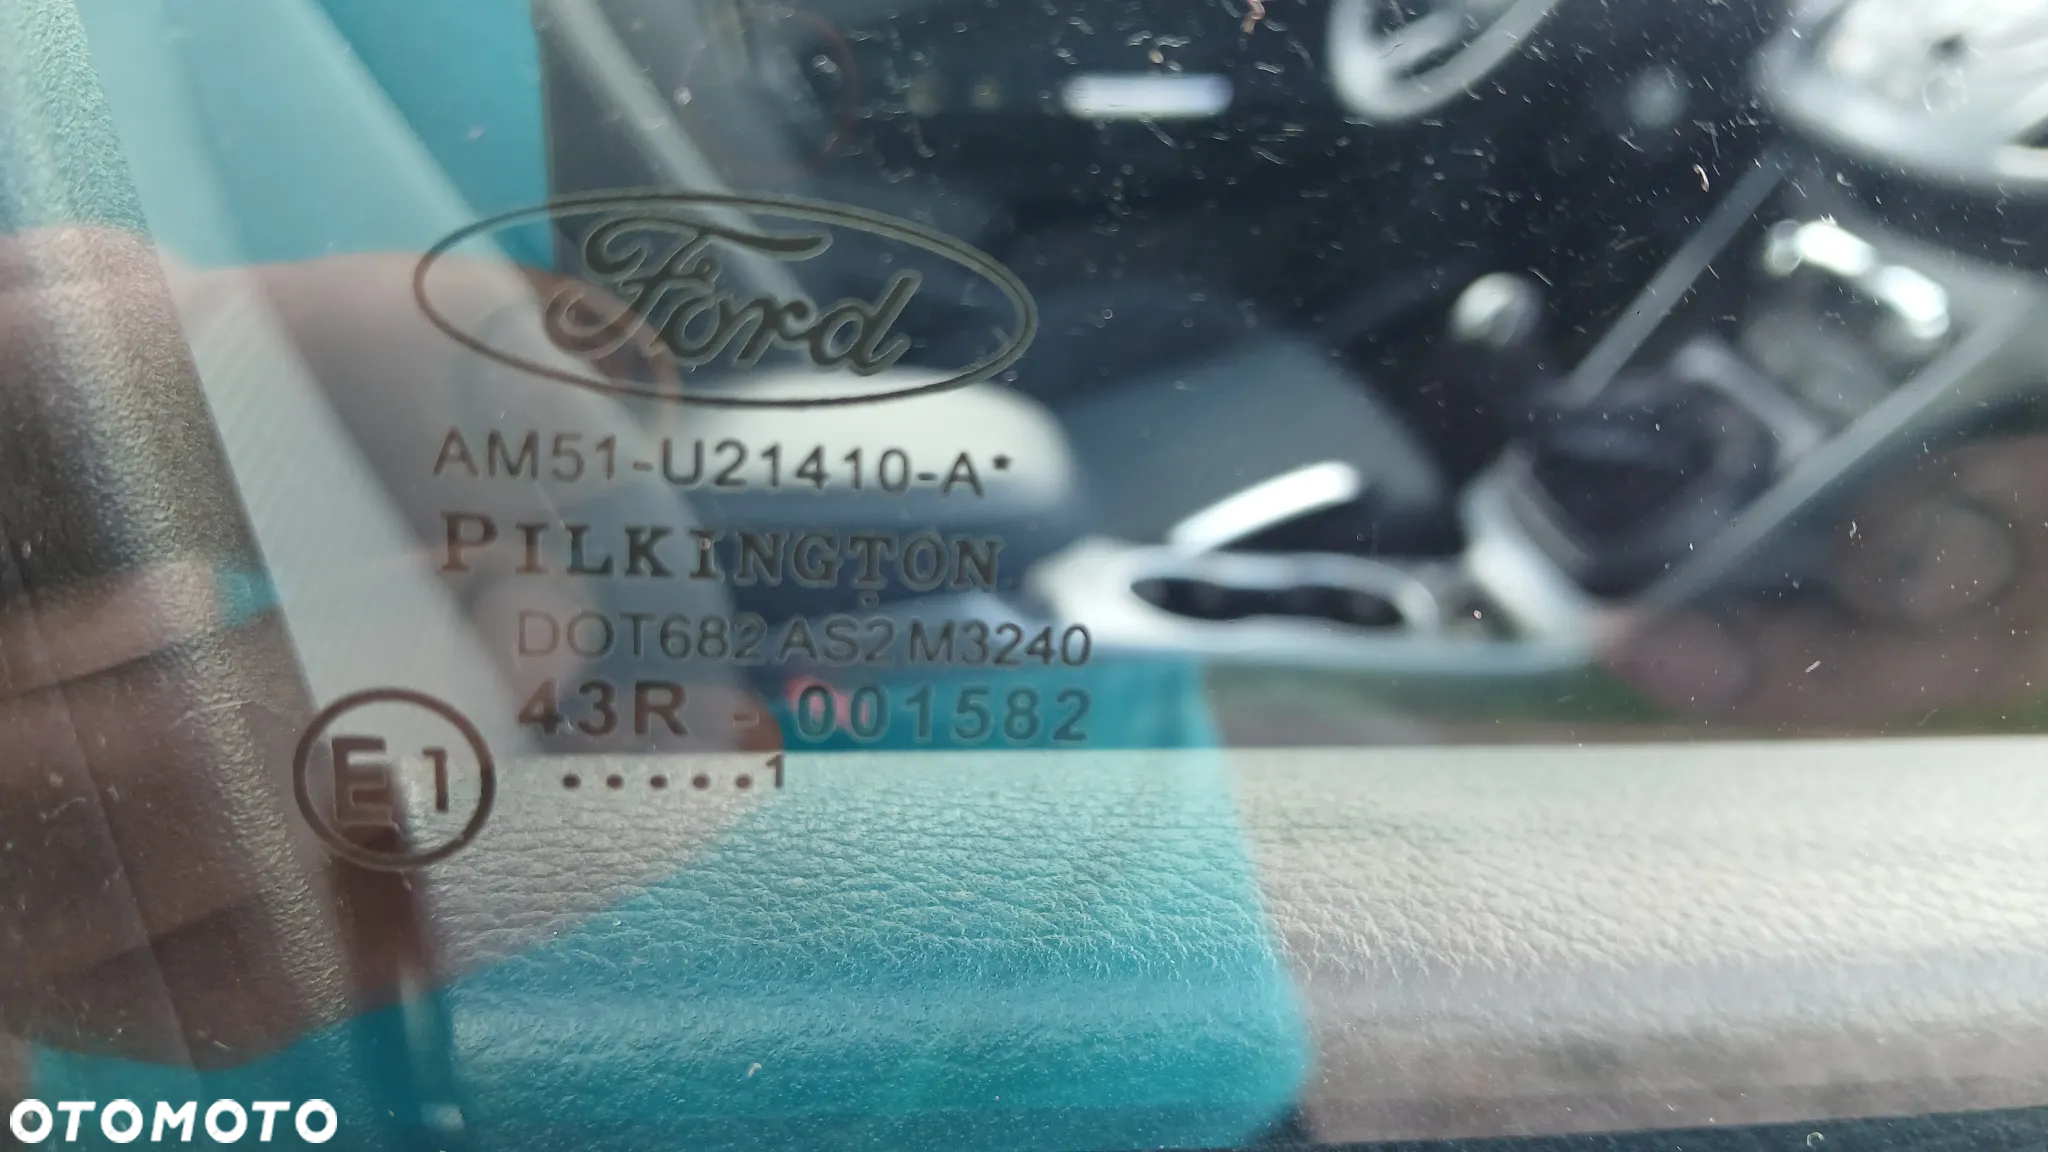 Ford
AM51-U21410-A*
PILKINGTON
DOT682 AS2 M3240
43R - 001582
E1
•••••1
OTOMOTO